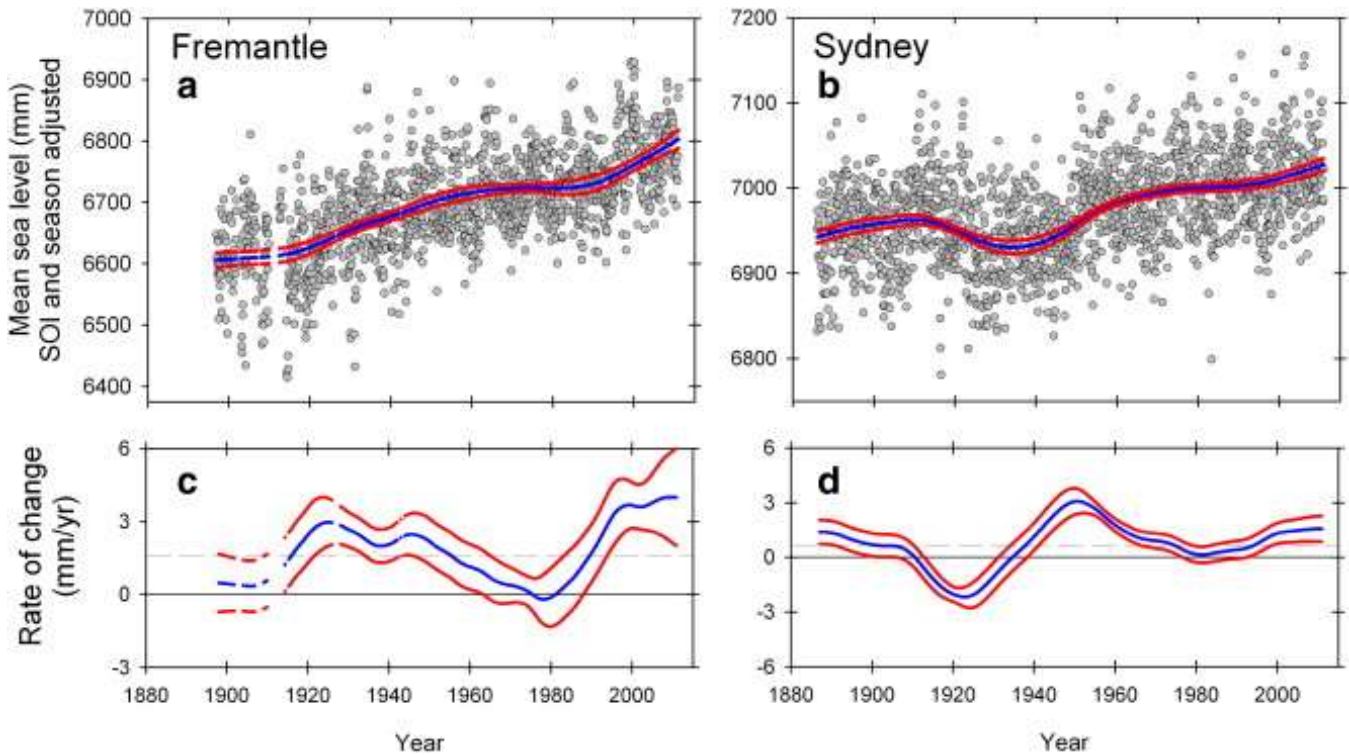 Fremantle
a
7000
6900
6800
6700
6600
6500
6400
Mean sea level (mm)
SOI and season adjusted
Sydney
b
7200
7100
7000
6900
6800
c
6
3
0
-3
Rate of change
(mm/yr)
1880 1900 1920 1940 1960 1980 2000
Year
d
6
3
0
-3
-6
1880 1900 1920 1940 1960 1980 2000
Year